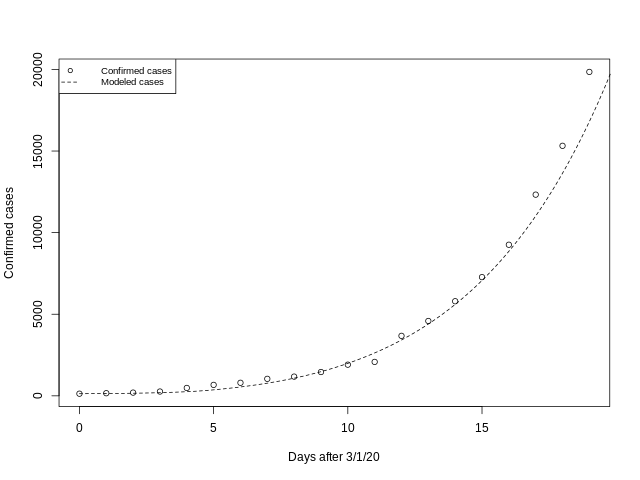 Confirmed cases
Modeled cases
20000
15000
10000
5000
0
Confirmed cases
0 5 10 15
Days after 3/1/20